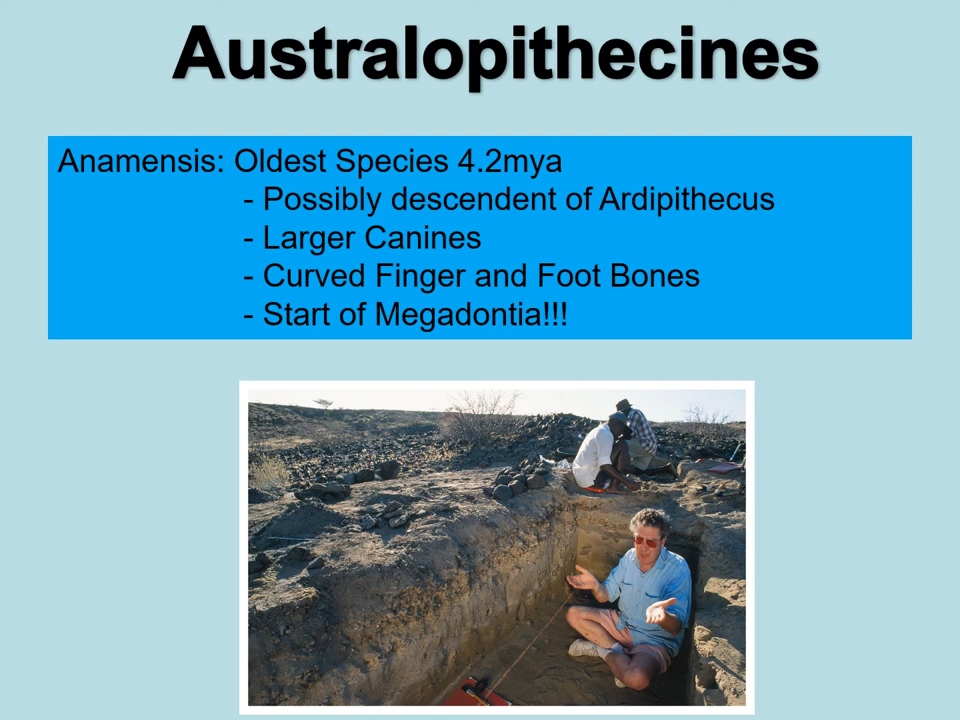 Australopithecines
Anamensis: Oldest Species 4.2mya
- Possibly descendent of Ardipithecus
- Larger Canines
- Curved Finger and Foot Bones
- Start of Megadontia!!!